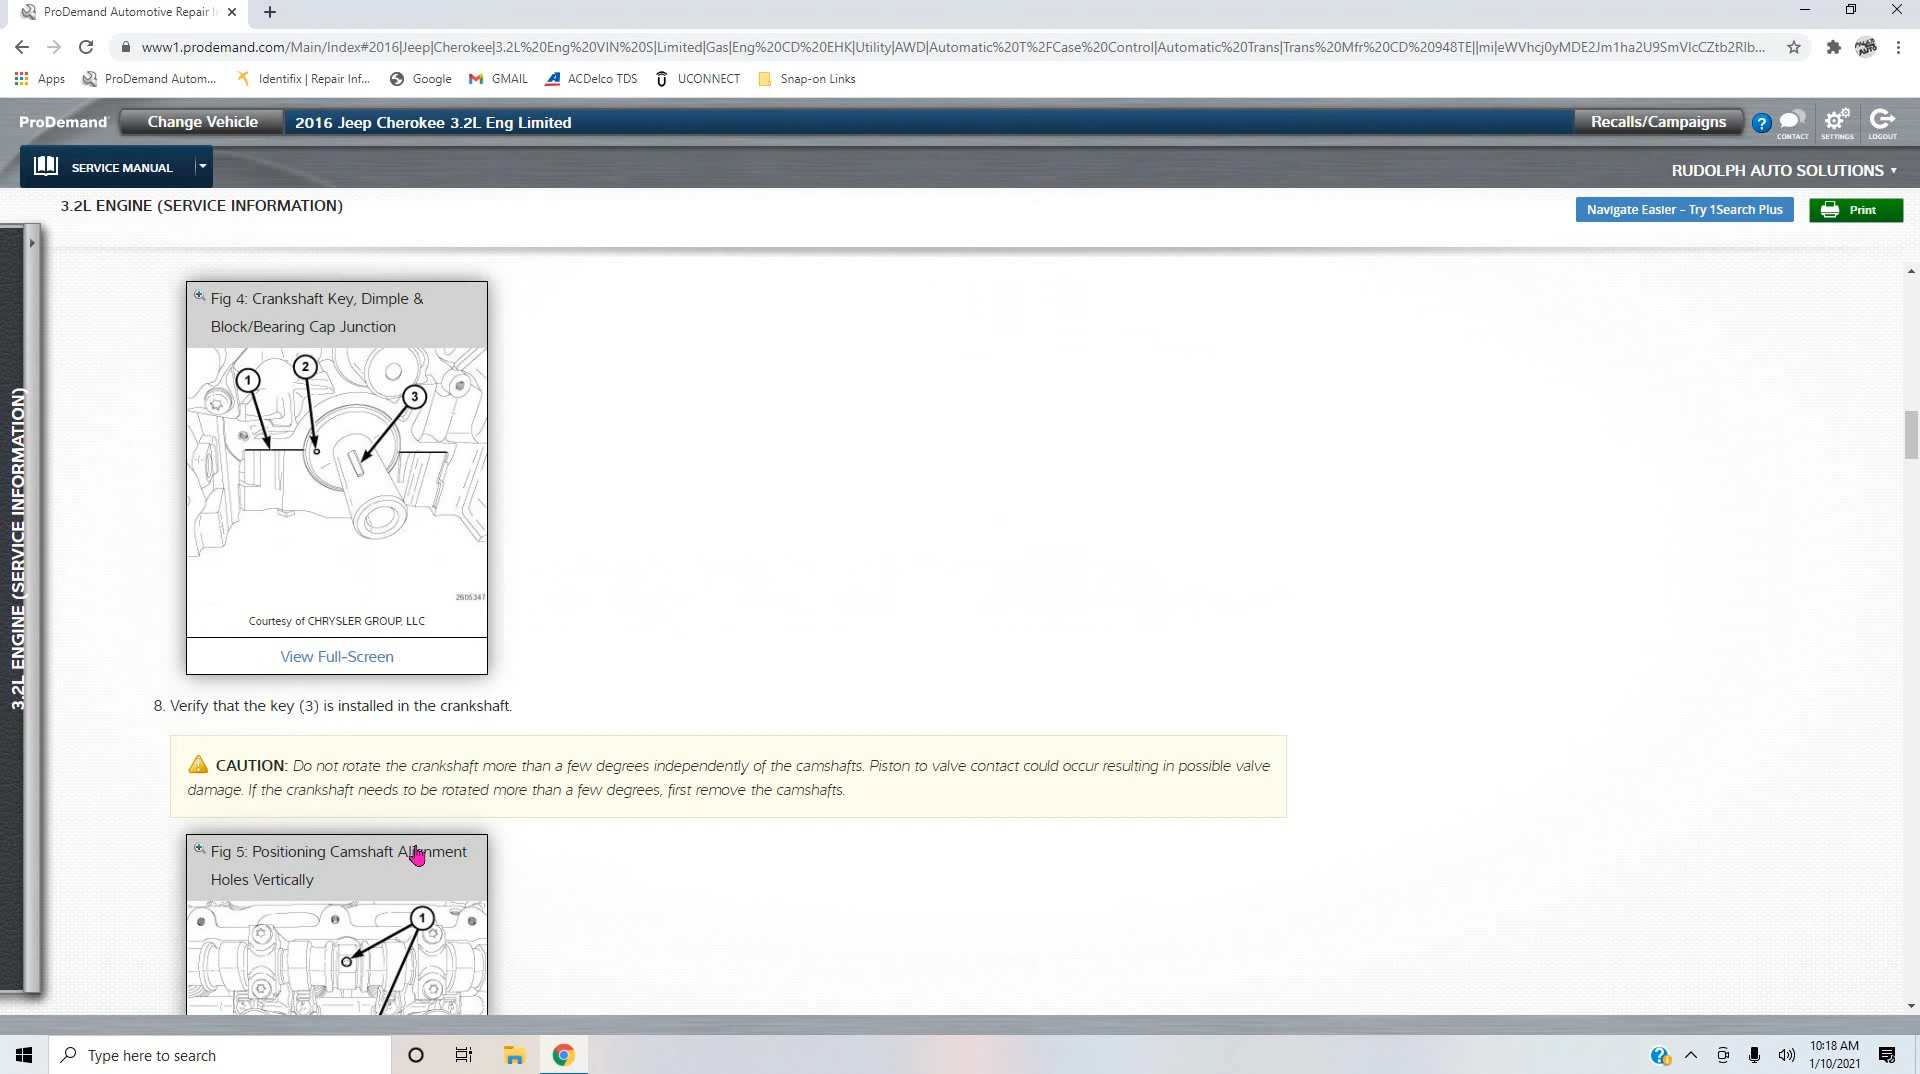 ProDemand Automotive Repair I
www1.prodemand.com/Main/Index#2016|Jeep|Cherokee|3.2L%20Eng%20VIN%20S|Limited|Gas|Eng%20CD%20EHK|Utility|AWD|Automatic%20T%2FCase%20Control|Automatic%20Trans|Trans%20Mfr%20CD%20948TE||mi|
Apps ProDemand Autom... Identifix | Repair Inf... Google GMAIL ACDelco TDS UCONNECT Snap-on Links
ProDemand Change Vehicle 2016 Jeep Cherokee 3.2L Eng Limited Recalls/Campaigns ? CONTACT SETTINGS LOGOUT
SERVICE MANUAL RUDOLPH AUTO SOLUTIONS
3.2L ENGINE (SERVICE INFORMATION) Navigate Easier – Try 1Search Plus Print
3.2L ENGINE (SERVICE INFORMATION)
Fig 4: Crankshaft Key, Dimple &
Block/Bearing Cap Junction
1 2 3
2605347
Courtesy of CHRYSLER GROUP, LLC
View Full-Screen
8. Verify that the key (3) is installed in the crankshaft.
CAUTION: Do not rotate the crankshaft more than a few degrees independently of the camshafts. Piston to valve contact could occur resulting in possible valve
damage. If the crankshaft needs to be rotated more than a few degrees, first remove the camshafts.
Fig 5: Positioning Camshaft Alignment
Holes Vertically
1
Type here to search
10:18 AM
1/10/2021